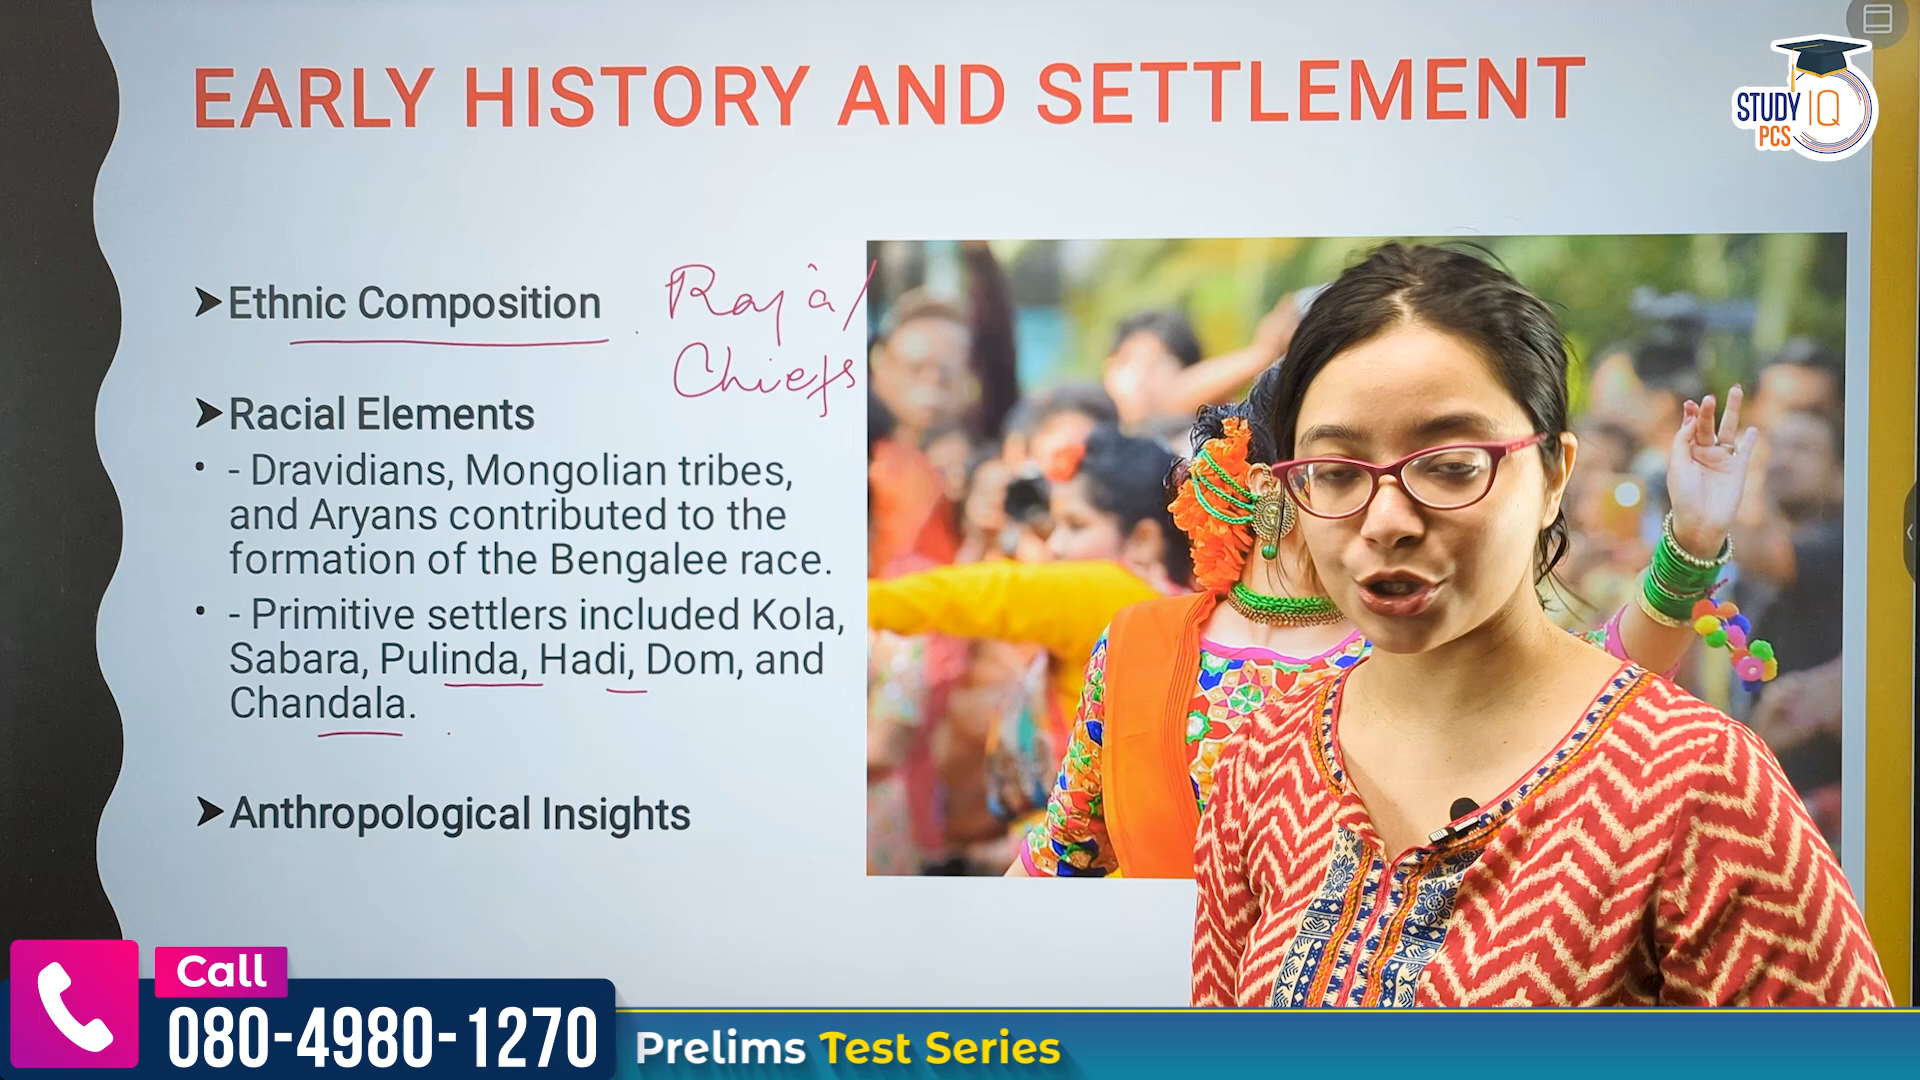 EARLY HISTORY AND SETTLEMENT
STUDY IQ
PCS
➤Ethnic Composition
Rajâ/
Chiefs
➤Racial Elements
• - Dravidians, Mongolian tribes,
and Aryans contributed to the
formation of the Bengalee race.
• - Primitive settlers included Kola,
Sabara, Pulinda, Hadi, Dom, and
Chandala.
➤Anthropological Insights
Call
080-4980-1270
Prelims Test Series